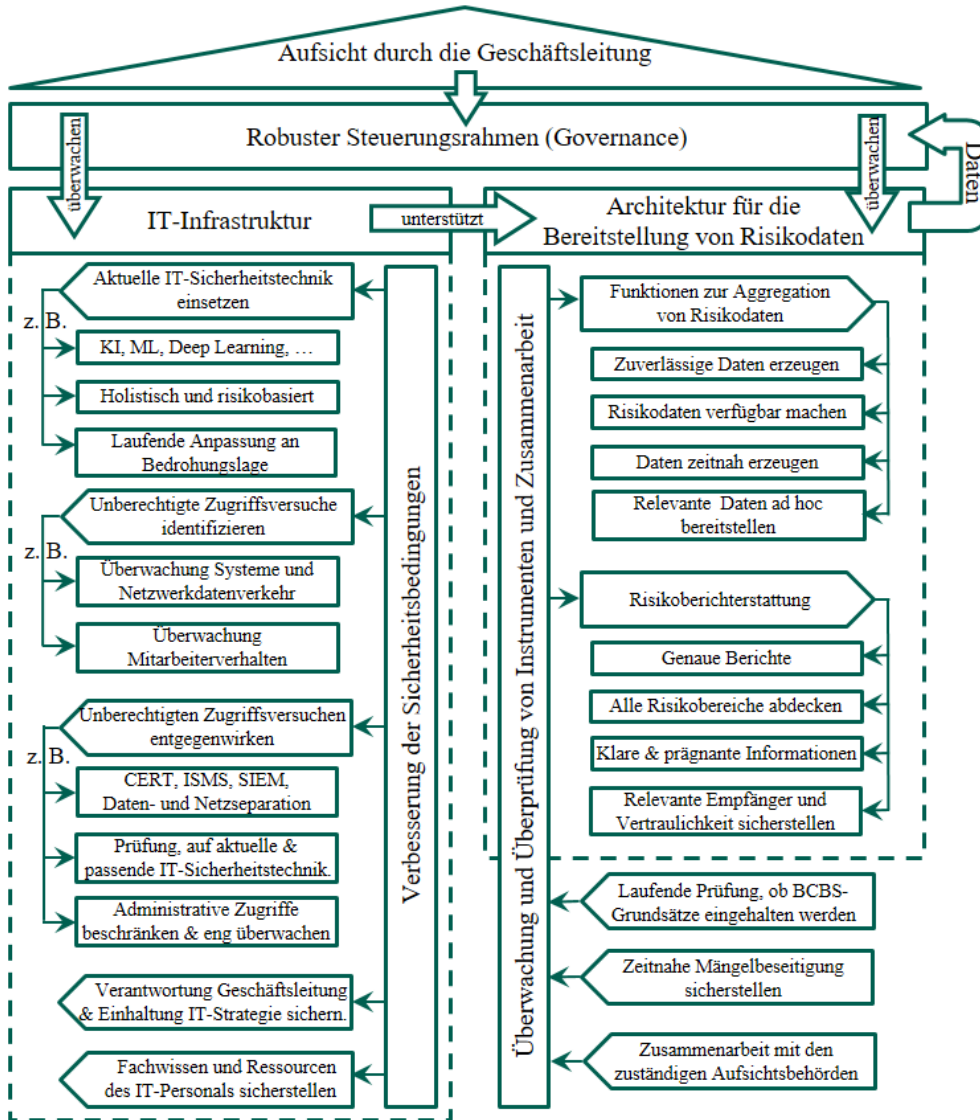 Aufsicht durch die Geschäftsleitung
Robuster Steuerungsrahmen (Governance)
überwachen
überwachen
Daten
IT-Infrastruktur
unterstützt
Architektur für die
Bereitstellung von Risikodaten
Aktuelle IT-Sicherheitstechnik
einsetzen
z. B.
KI, ML, Deep Learning, …
Holistisch und risikobasiert
Laufende Anpassung an
Bedrohungslage
Unberechtigte Zugriffsversuche
identifizieren
z. B.
Überwachung Systeme und
Netzwerkdatenverkehr
Überwachung
Mitarbeiterverhalten
Unberechtigten Zugriffsversuchen
entgegenwirken
z. B.
CERT, ISMS, SIEM,
Daten- und Netzseparation
Prüfung, auf aktuelle &
passende IT-Sicherheitstechnik.
Administrative Zugriffe
beschränken & eng überwachen
Verantwortung Geschäftsleitung
& Einhaltung IT-Strategie sichern.
Fachwissen und Ressourcen
des IT-Personals sicherstellen
Verbesserung der Sicherheitsbedingungen
Überwachung und Überprüfung von Instrumenten und Zusammenarbeit
Funktionen zur Aggregation
von Risikodaten
Zuverlässige Daten erzeugen
Risikodaten verfügbar machen
Daten zeitnah erzeugen
Relevante Daten ad hoc
bereitstellen
Risikoberichterstattung
Genaue Berichte
Alle Risikobereiche abdecken
Klare & prägnante Informationen
Relevante Empfänger und
Vertraulichkeit sicherstellen
Laufende Prüfung, ob BCBS-
Grundsätze eingehalten werden
Zeitnahe Mängelbeseitigung
sicherstellen
Zusammenarbeit mit den
zuständigen Aufsichtsbehörden